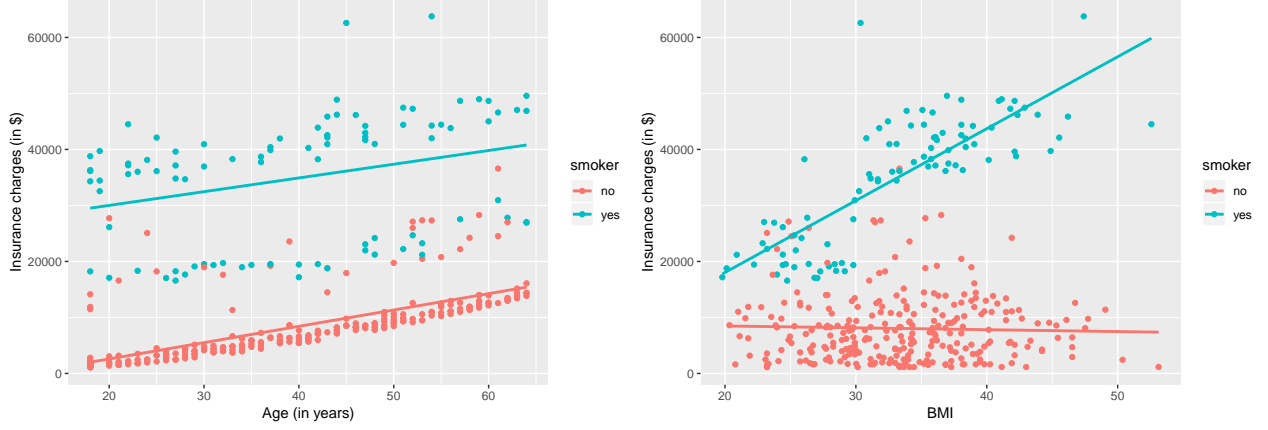 Insurance charges (in $)
60000
40000
20000
0
20
30
40
50
60
Age (in years)
smoker
no
yes
Insurance charges (in $)
60000
40000
20000
0
20
30
40
50
BMI
smoker
no
yes